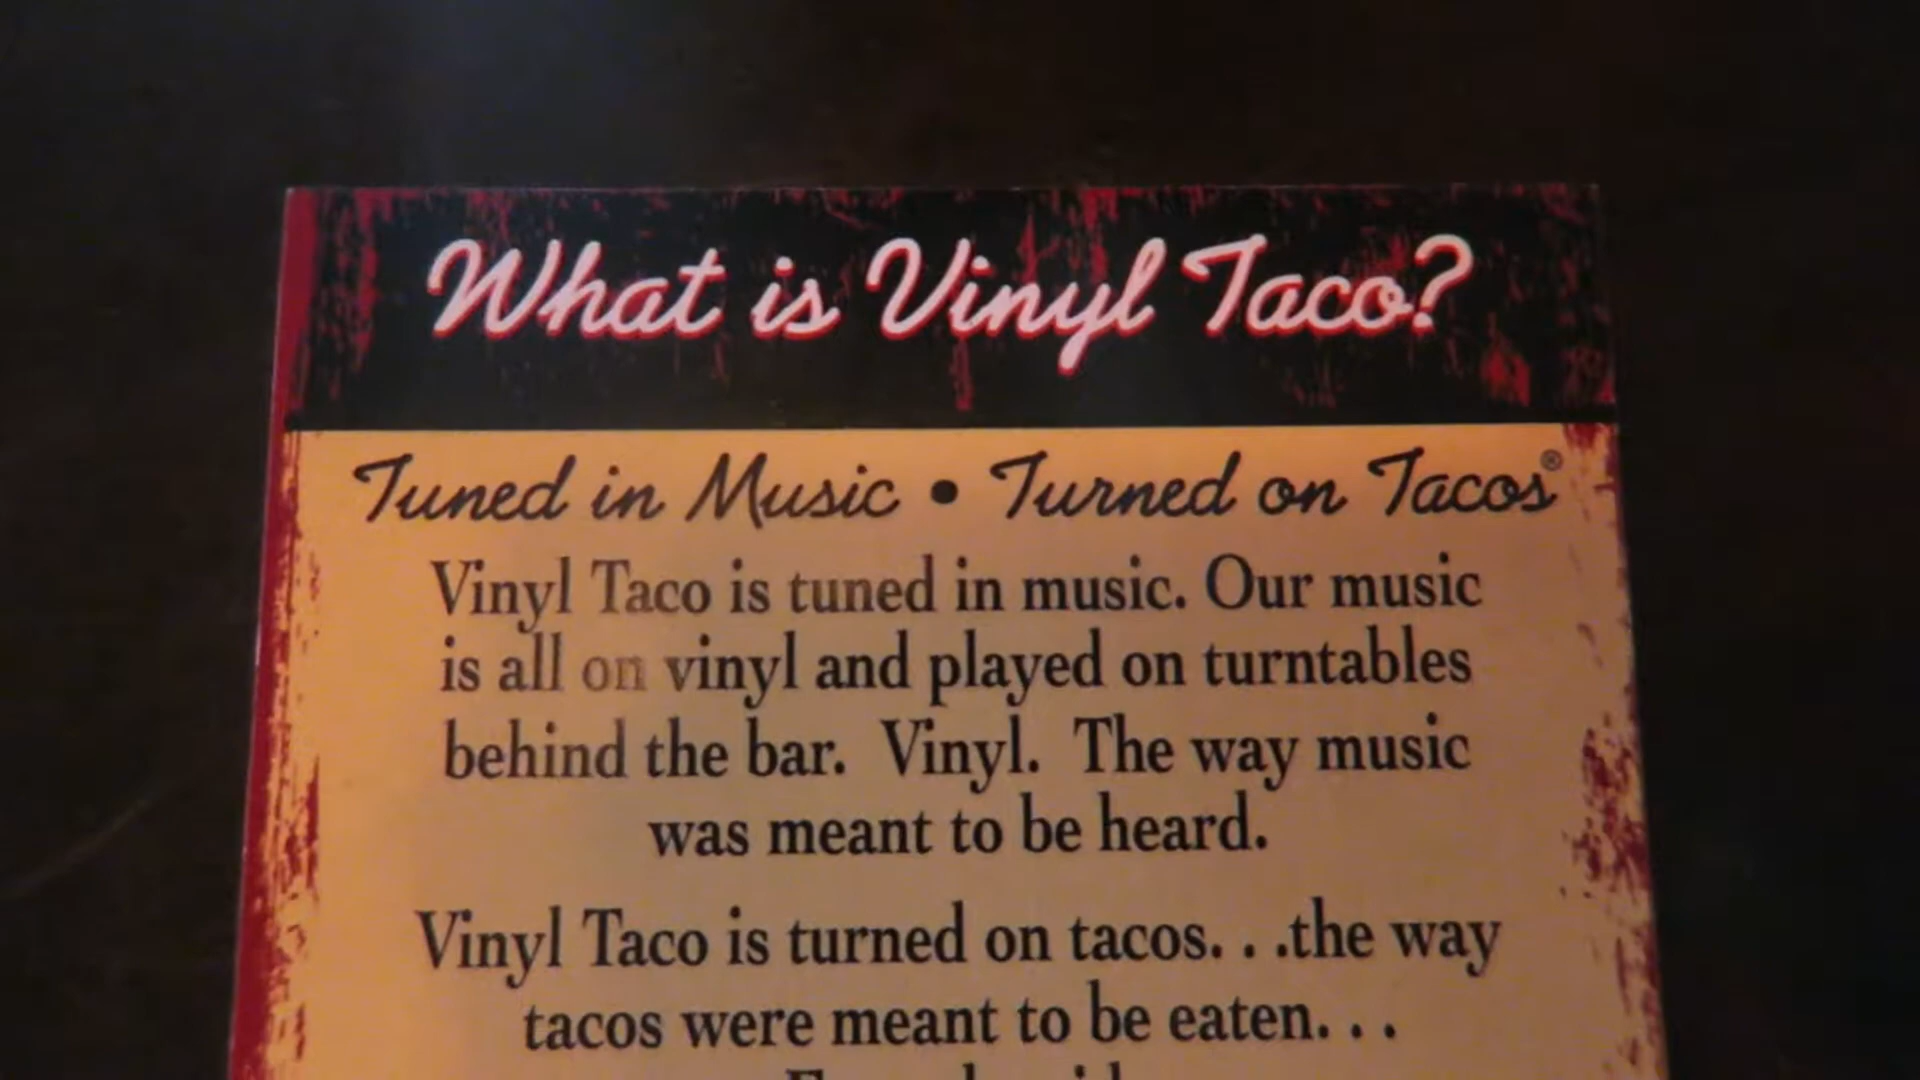 What is Vinyl Taco?
Tuned in Music • Turned on Tacos®
Vinyl Taco is tuned in music. Our music
is all on vinyl and played on turntables
behind the bar. Vinyl. The way music
was meant to be heard.
Vinyl Taco is turned on tacos. . .the way
tacos were meant to be eaten. . .